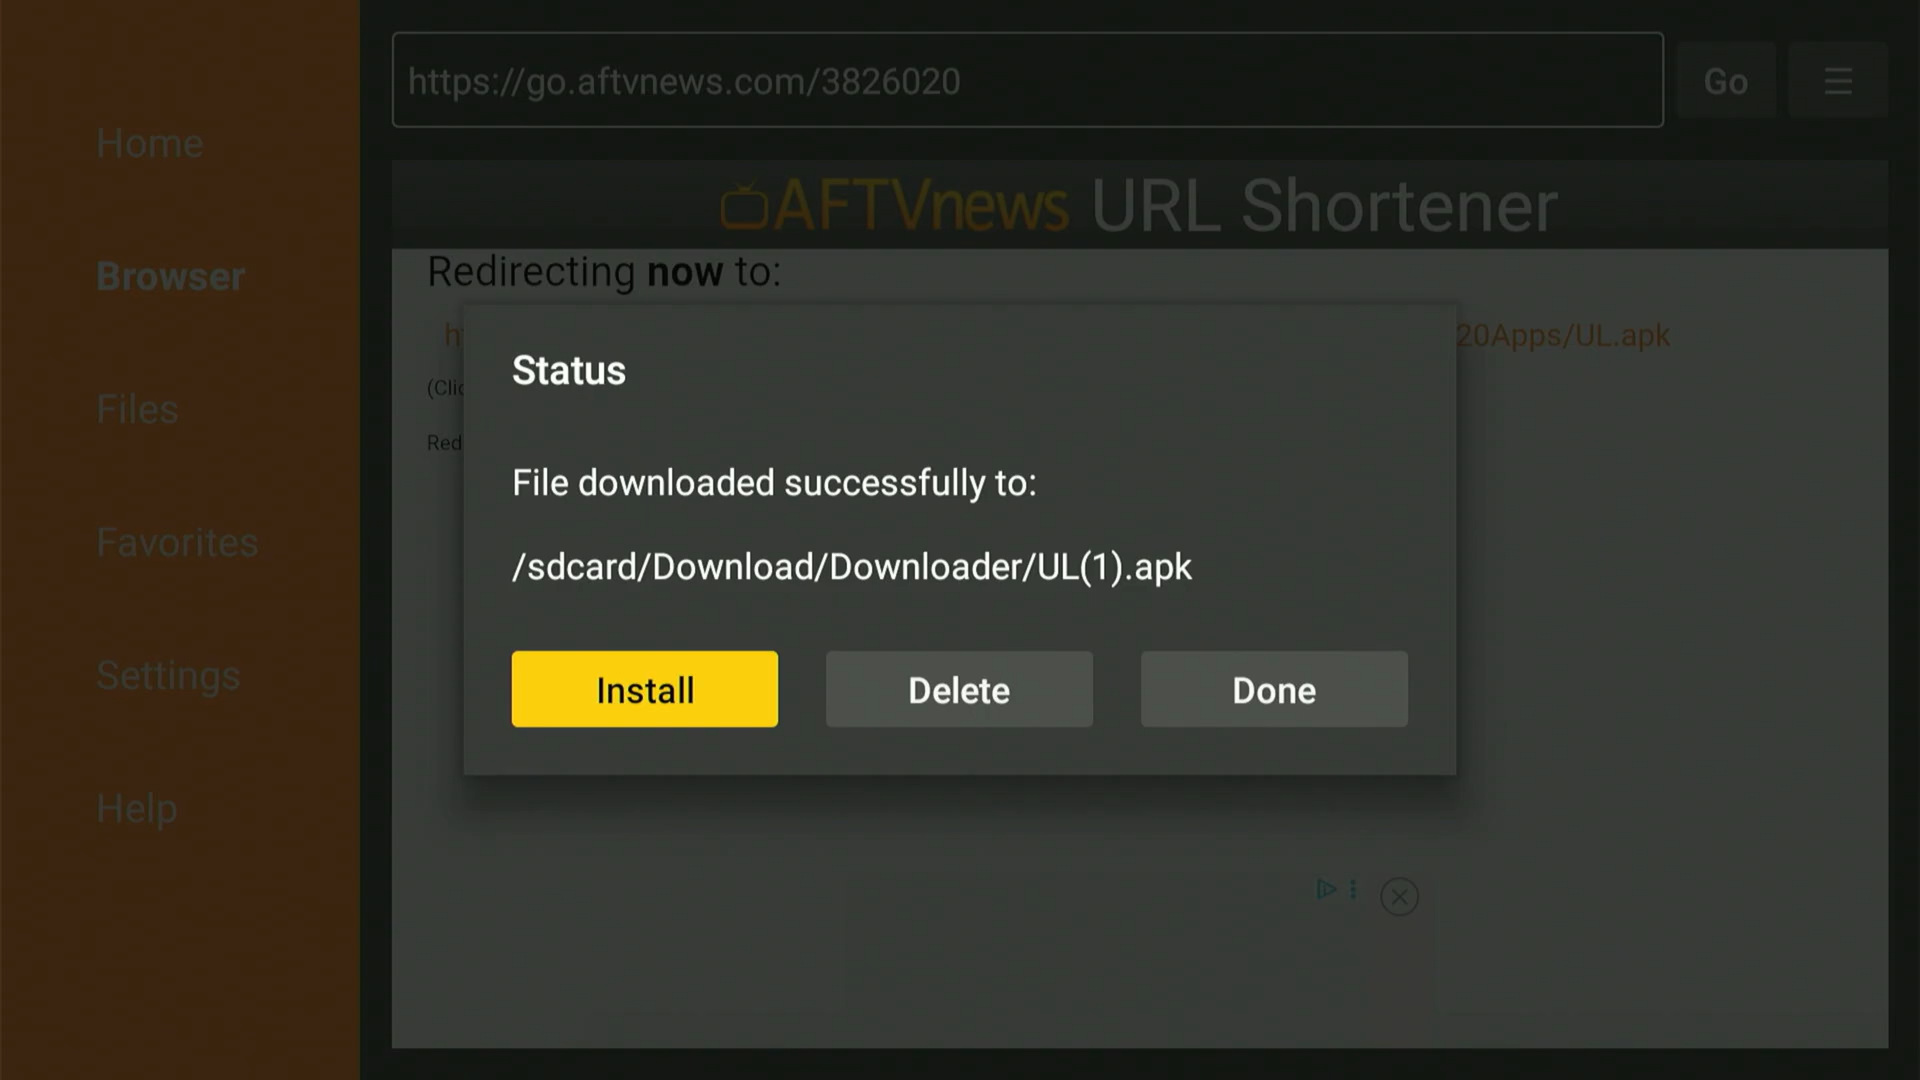 https://go.aftvnews.com/3826020
Go
Home
Browser
Files
Favorites
Settings
Help
AFTVnews URL Shortener
Redirecting now to:
20Apps/UL.apk
Status
File downloaded successfully to:
/sdcard/Download/Downloader/UL(1).apk
Install
Delete
Done